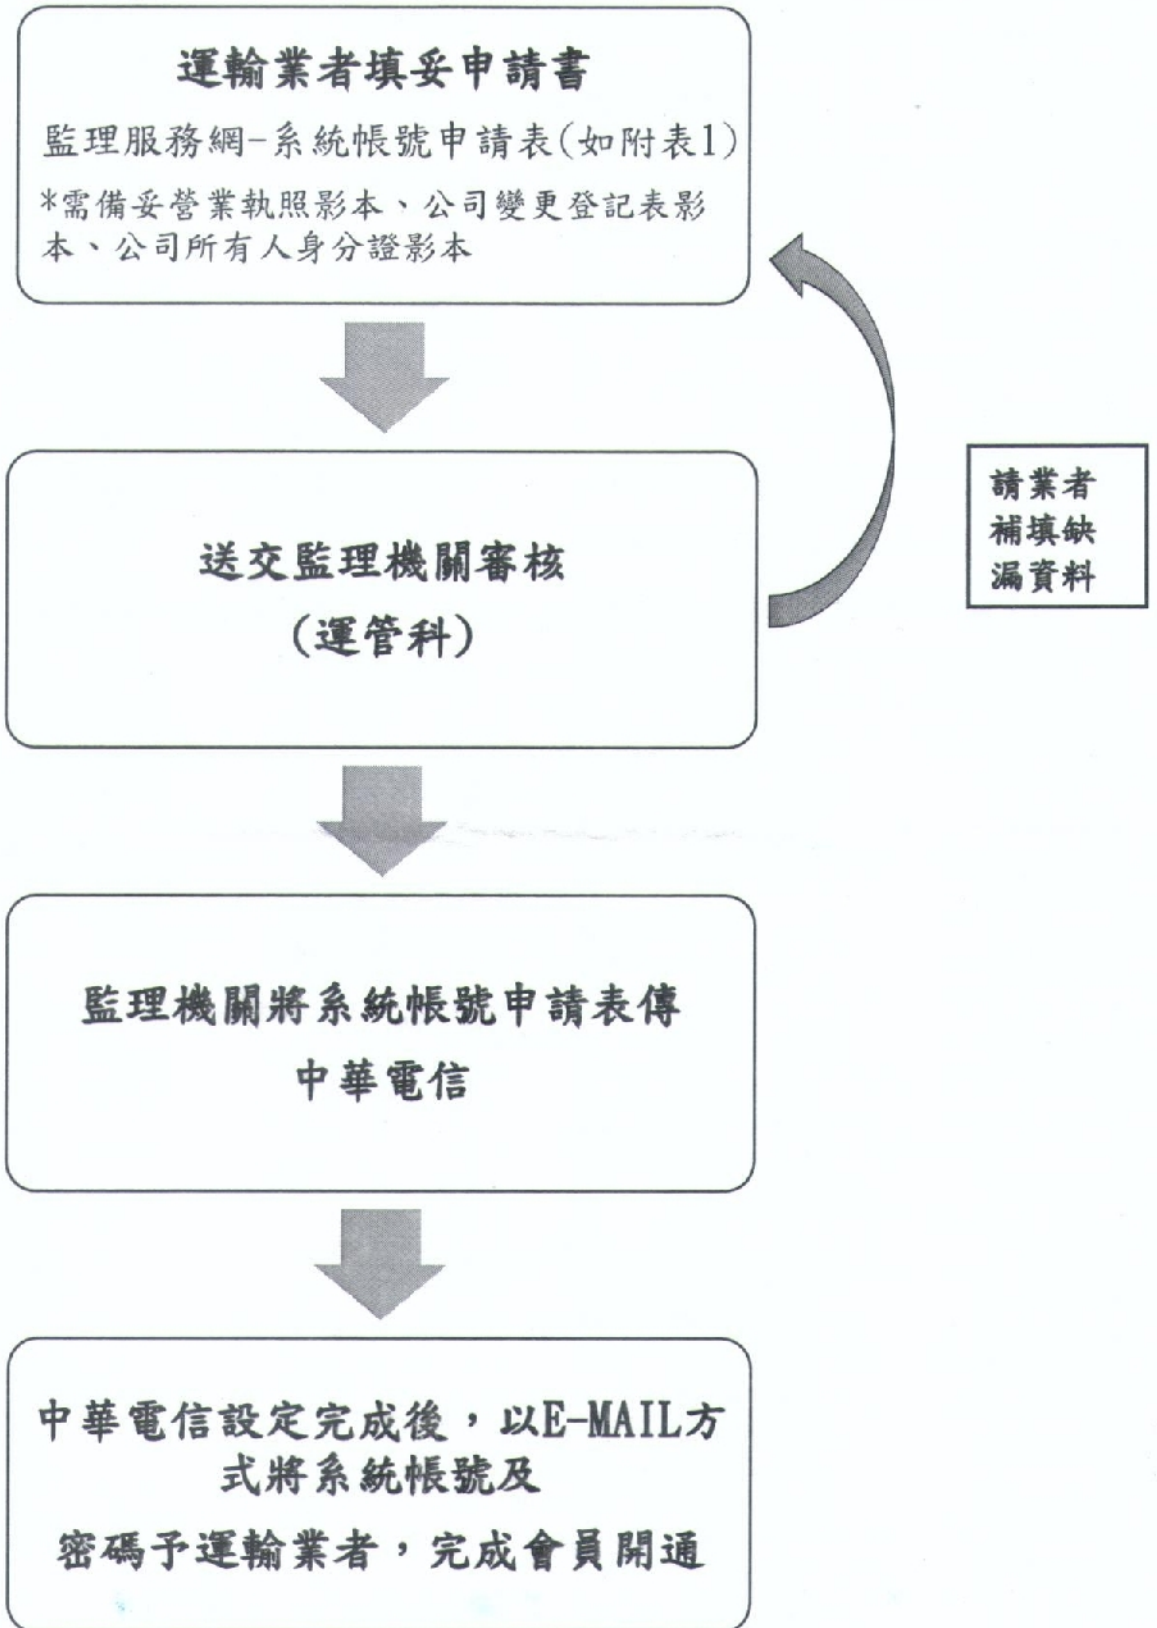 運輸業者填妥申請書
監理服務網-系統帳號申請表(如附表1)
*需備妥營業執照影本、公司變更登記表影
本、公司所有人身分證影本
送交監理機關審核
(運管科)
請業者
補填缺
漏資料
監理機關將系統帳號申請表傳
中華電信
中華電信設定完成後，以E-MAIL方
式將系統帳號及
密碼予運輸業者，完成會員開通